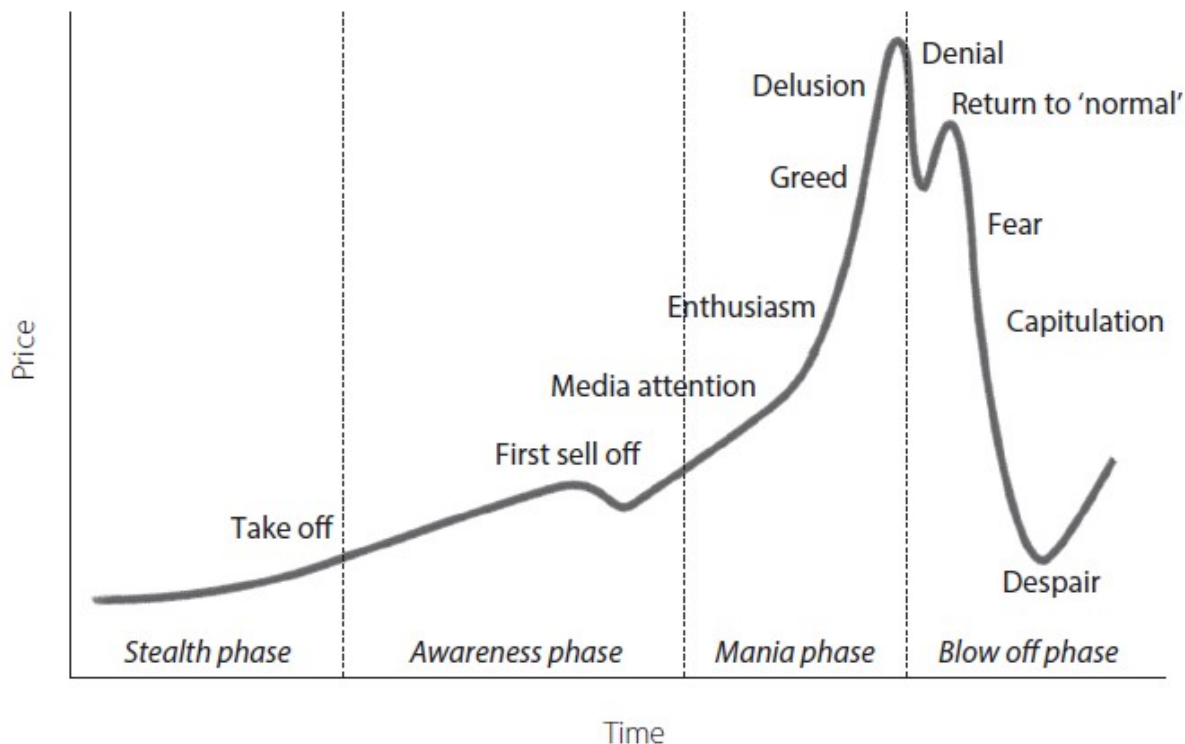 Denial
Delusion
Return to ‘normal’
Greed
Fear
Enthusiasm
Capitulation
Media attention
First sell off
Take off
Despair
Price
Stealth phase
Awareness phase
Mania phase
Blow off phase
Time